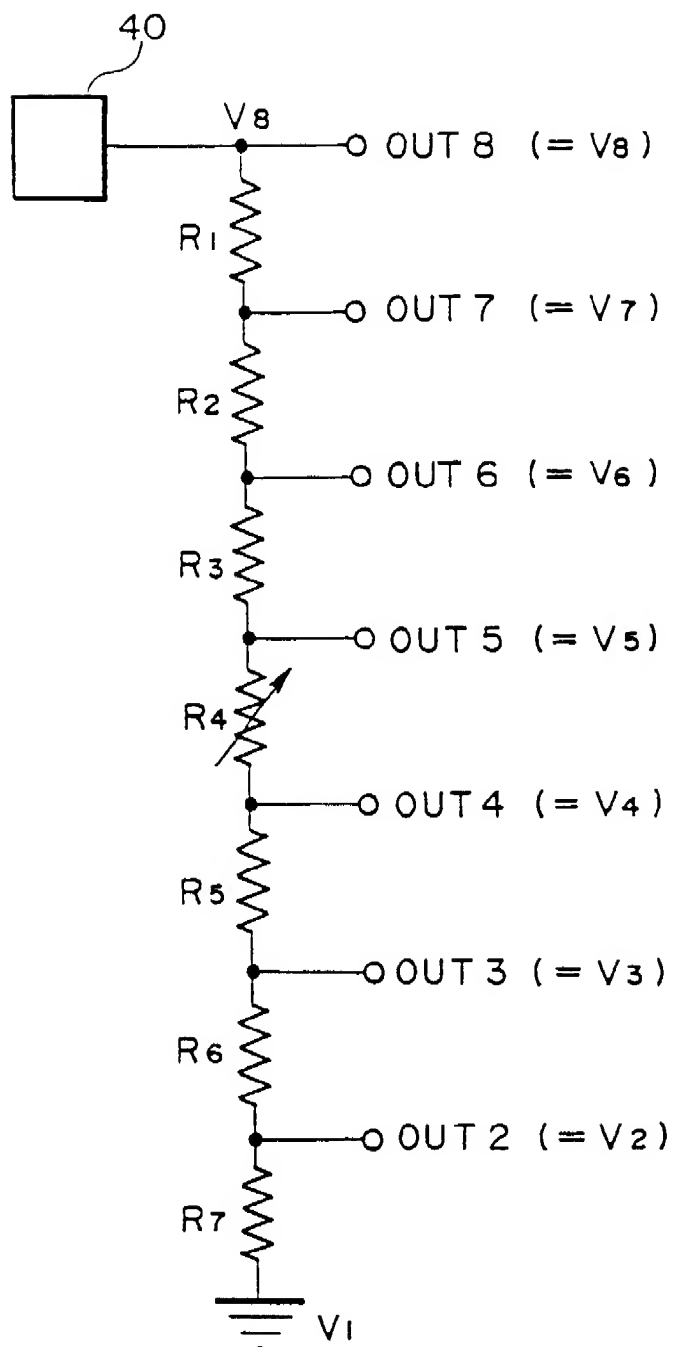 40
V8
OUT 8 (= V8)
R1
OUT 7 (= V7)
R2
OUT 6 (= V6)
R3
OUT 5 (= V5)
R4
OUT 4 (= V4)
R5
OUT 3 (= V3)
R6
OUT 2 (= V2)
R7
V1